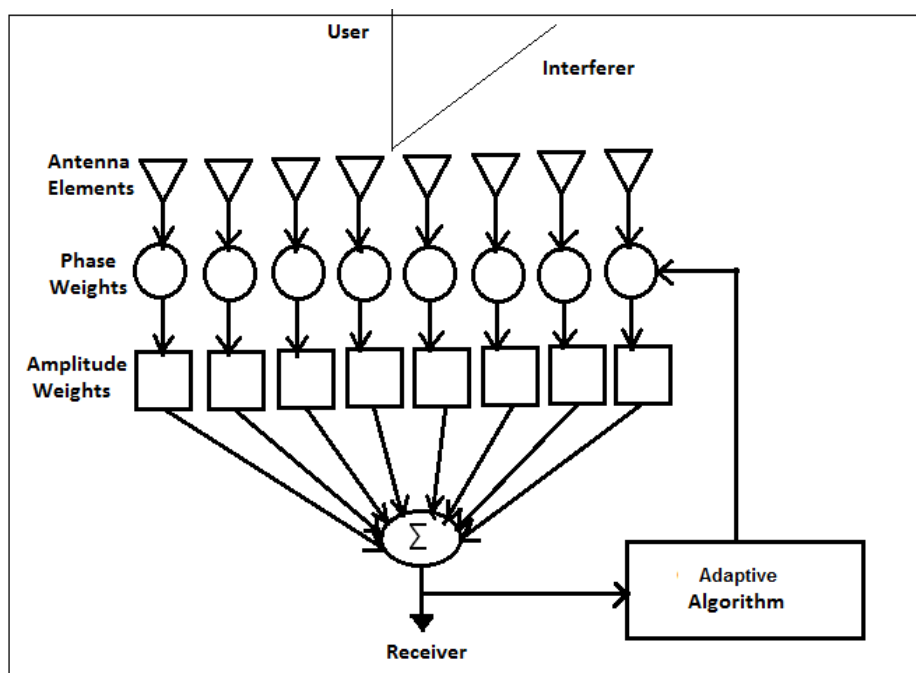 User
Interferer
Antenna
Elements
Phase
Weights
Amplitude
Weights
Σ
Adaptive
Algorithm
Receiver